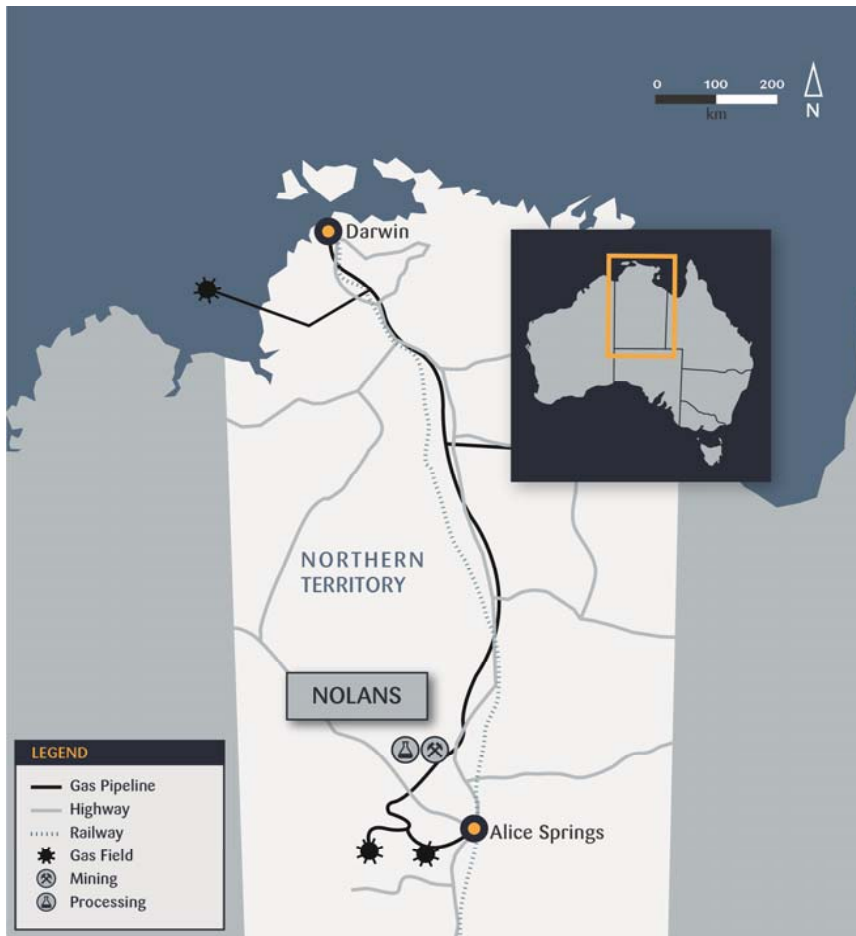 0 100 200
km
N
Darwin
NORTHERN
TERRITORY
NOLANS
Alice Springs
LEGEND
Gas Pipeline
Highway
Railway
Gas Field
Mining
Processing